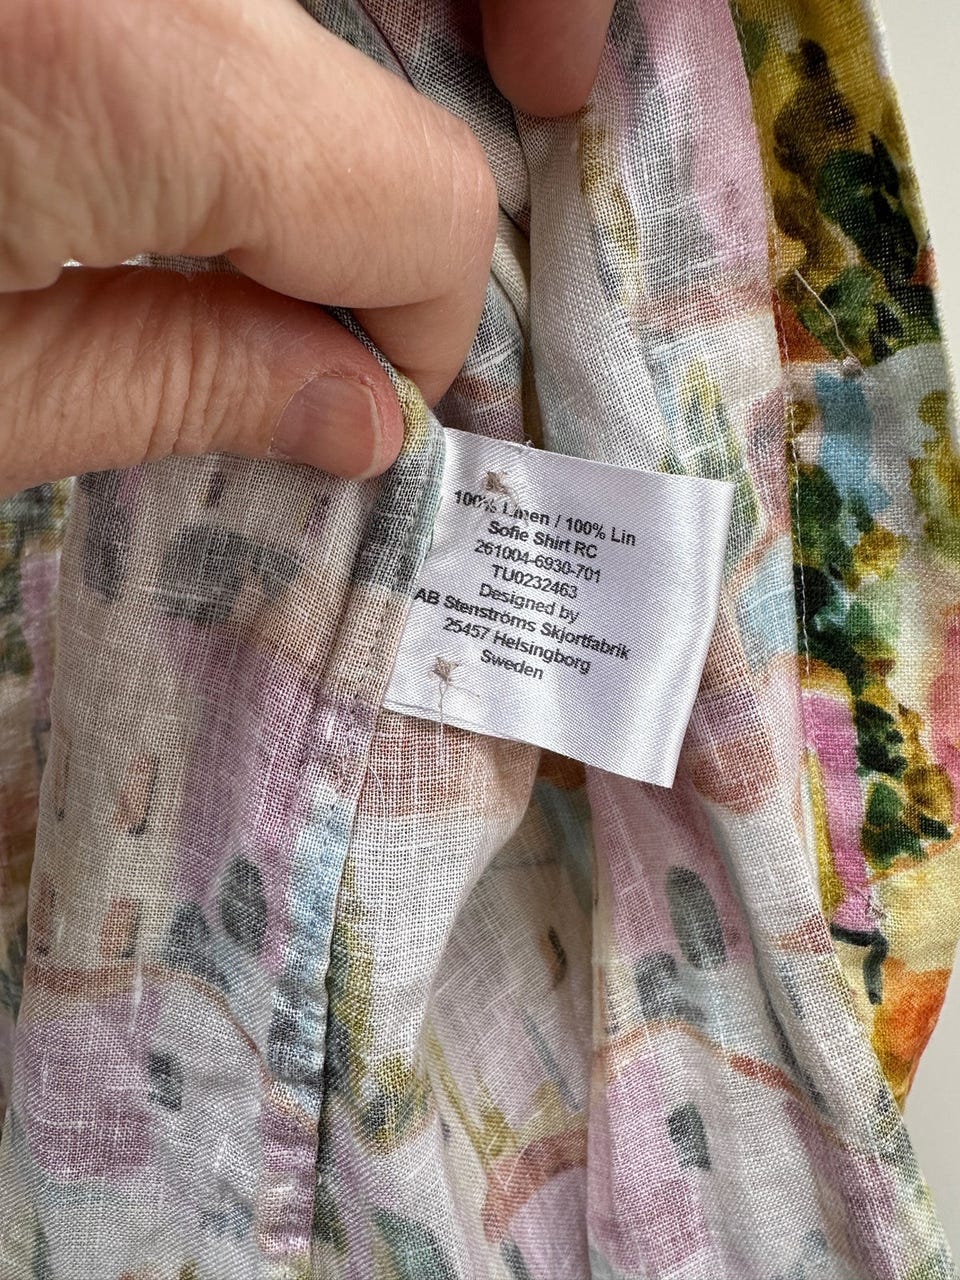 100% Linen / 100% Lin
Sofie Shirt RC
261004-6930-701
TU0232463
Designed by
AB Stenströms Skjortfabrik
25457 Helsingborg
Sweden